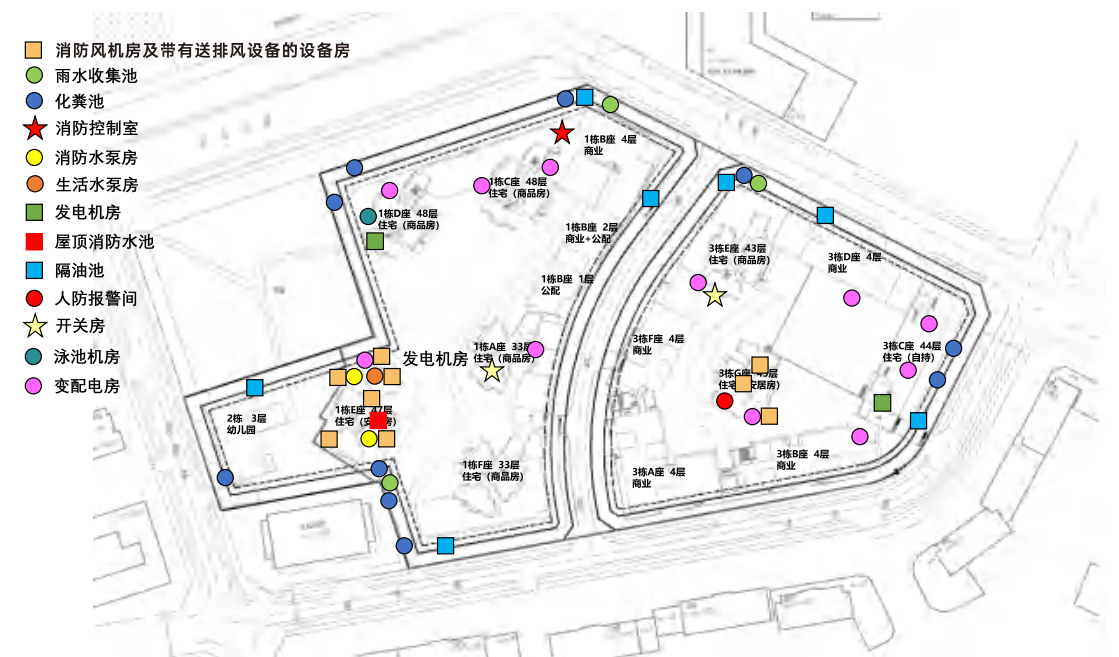 消防风机房及带有送排风设备的设备房
雨水收集池
化粪池
消防控制室
消防水泵房
生活水泵房
发电机房
屋顶消防水池
隔油池
人防报警间
开关房
泳池机房
变配电房
1栋B座 4层
商业
1栋C座 48层
住宅（商品房）
1栋D座 48层
住宅（商品房）
1栋B座 2层
商业+公配
1栋B座 1层
公配
3栋E座 43层
住宅（商品房）
3栋D座 4层
商业
3栋F座 4层
商业
3栋C座 44层
住宅（自持）
发电机房
1栋A座 33层
住宅（商品房）
3栋G座
2栋 3层
幼儿园
1栋E座 47层
1栋F座 33层
住宅（商品房）
3栋A座 4层
商业
3栋B座 4层
商业